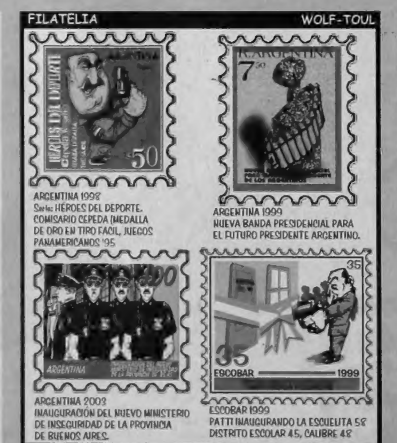 FILATELIA WOLF-TOUL
ARGENTINA
HÉROES DEL DEPORTE
Cepeda
50
ARGENTINA 1998
Serie: HÉROES DEL DEPORTE.
COMISARIO CEPEDA (MEDALLA
DE ORO EN TIRO FACIL, JUEGOS
PANAMERICANOS '95
R. ARGENTINA
7 50
ARGENTINA 1999
NUEVA BANDA PRESIDENCIAL PARA
EL FUTURO PRESIDENTE ARGENTINO.
ARGENTINA
ARGENTINA 2003
INAUGURACIÓN DEL NUEVO MINISTERIO
DE INSEGURIDAD DE LA PROVINCIA
DE BUENOS AIRES.
35
35
ESCOBAR 1999
ESCOBAR 1999
PATTI INAUGURANDO LA ESCUELITA 58
DISTRITO ESCOLAR 45, CALIBRE 48